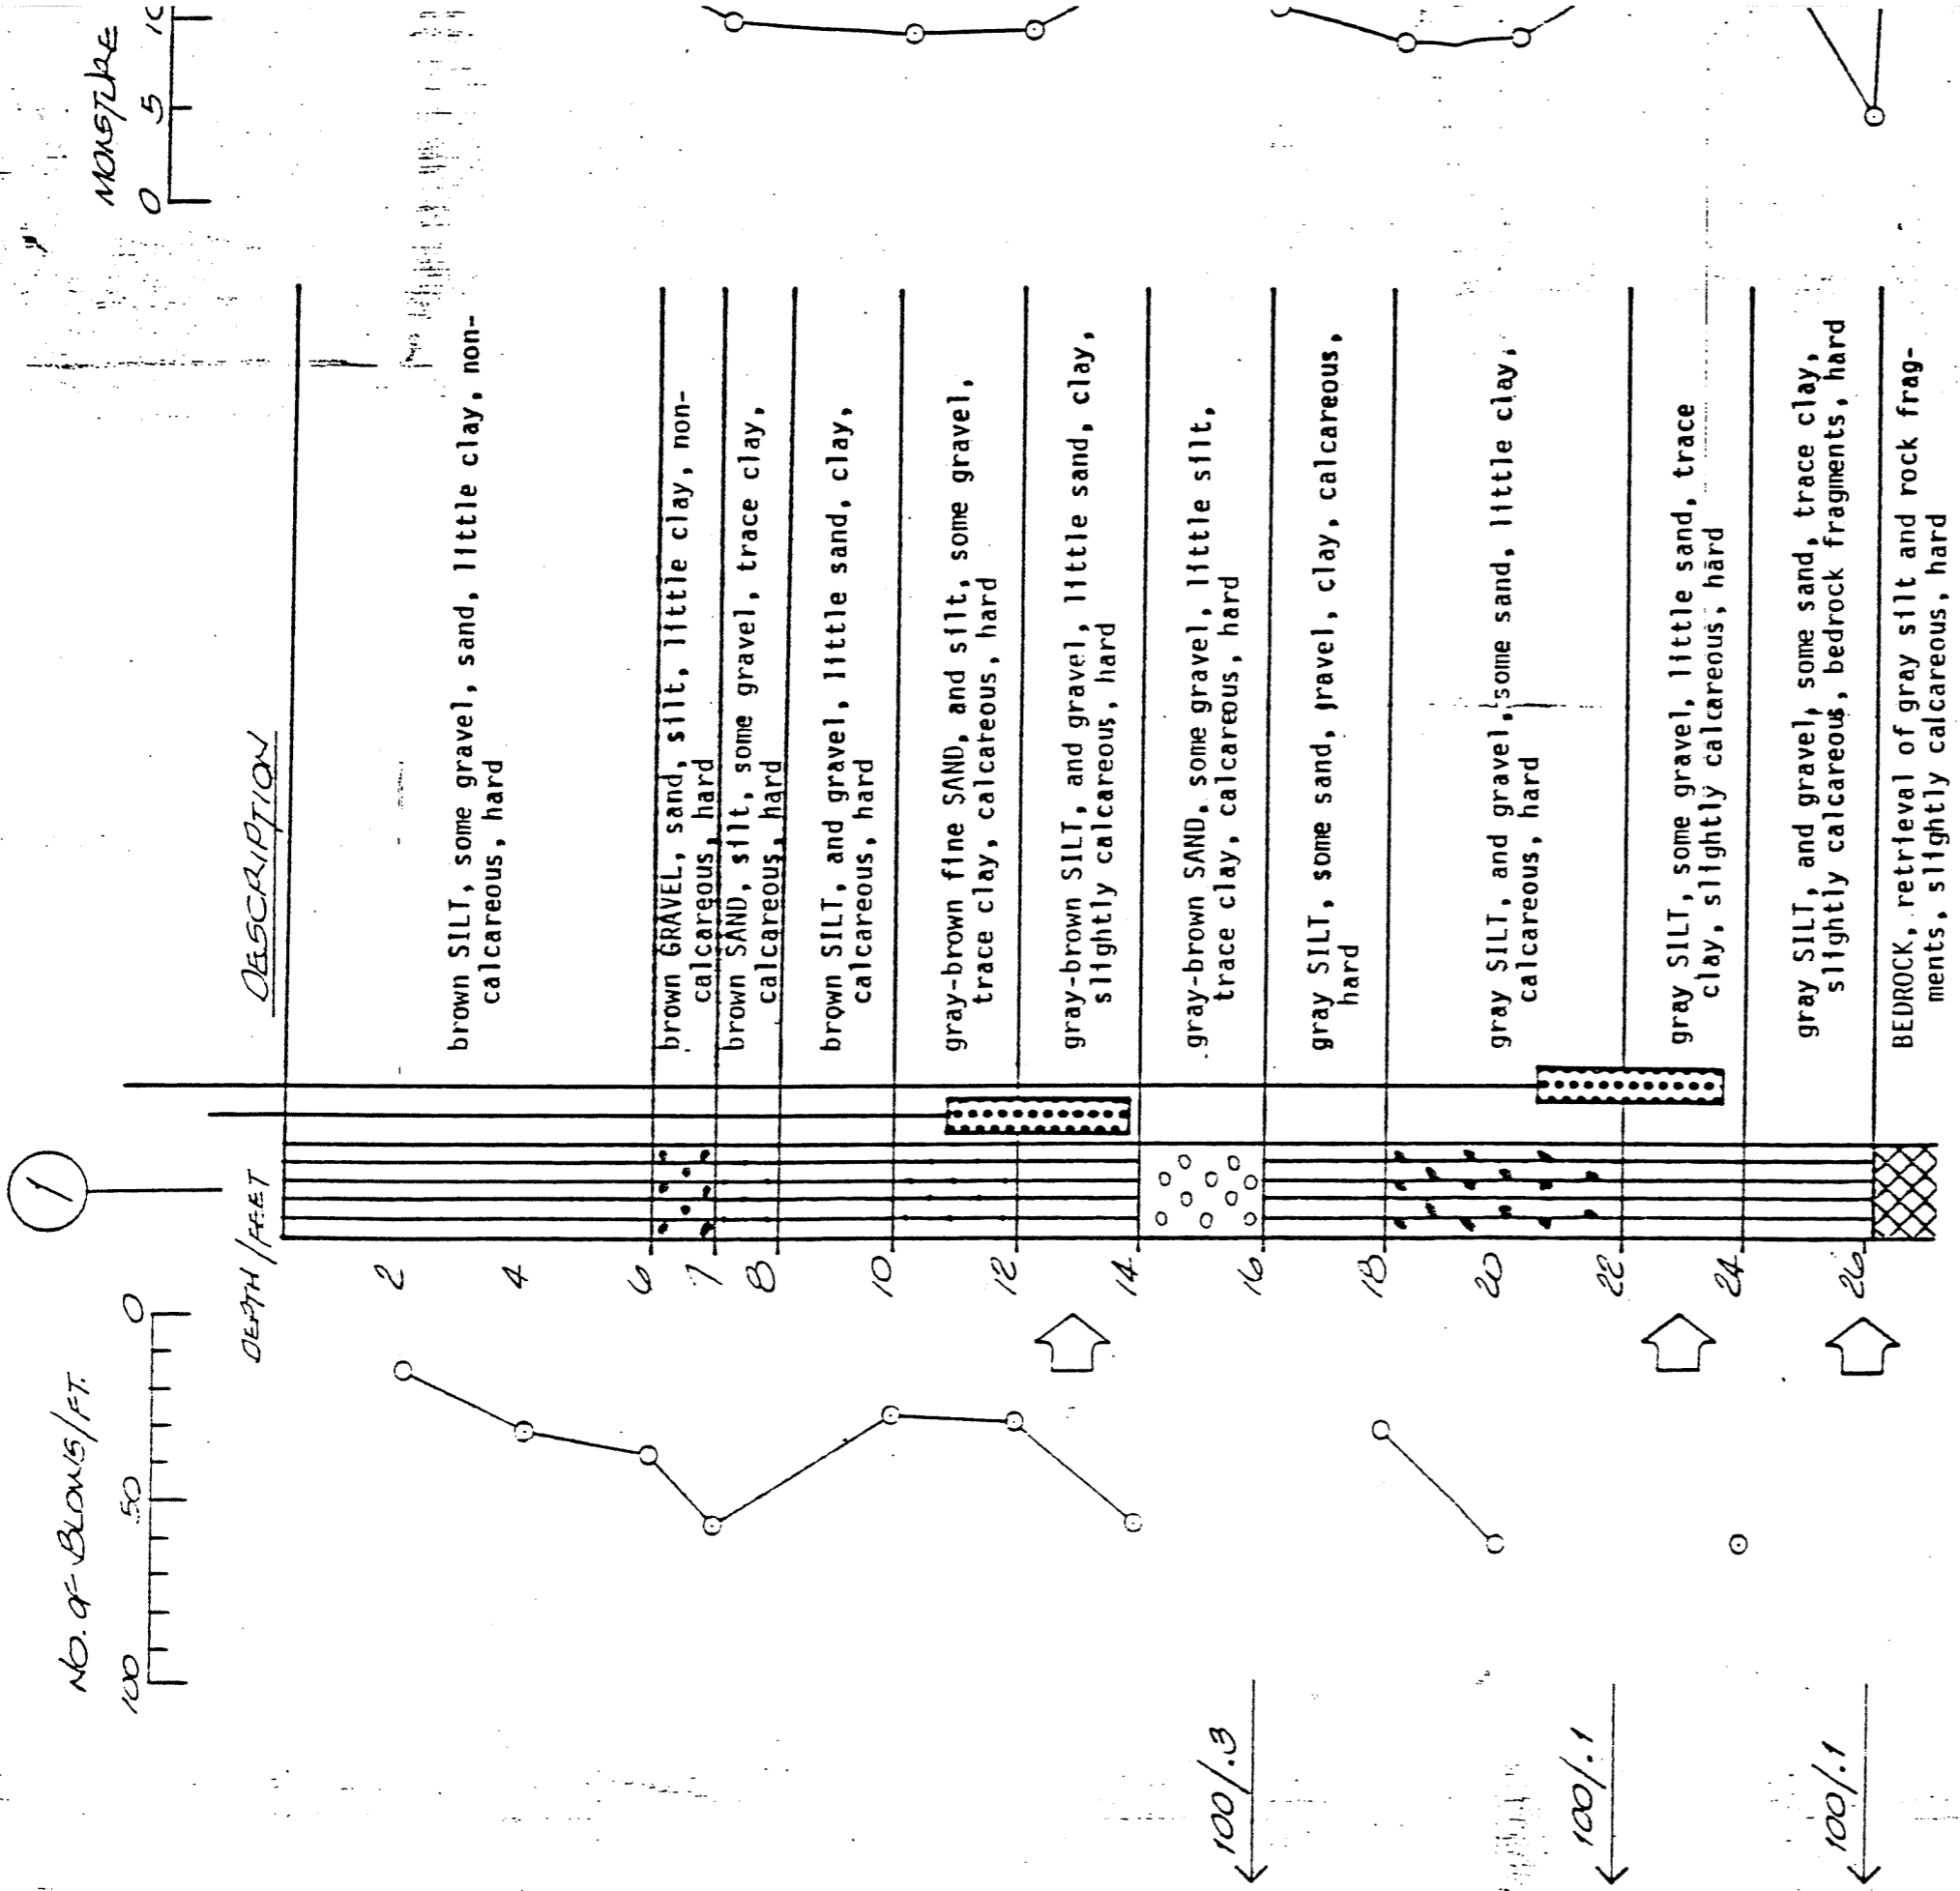 1
NO. OF BLOWS/FT.
100 50 0
DEPTH/FEET
DESCRIPTION
MOISTURE
0 5 10
2
4
6
7
8
10
12
14
16
18
20
22
24
26
brown SILT, some gravel, sand, little clay, non-
calcareous, hard
brown GRAVEL, sand, silt, little clay, non-
calcareous, hard
brown SAND, silt, some gravel, trace clay,
calcareous, hard
brown SILT, and gravel, little sand, clay,
calcareous, hard
gray-brown fine SAND, and silt, some gravel,
trace clay, calcareous, hard
gray-brown SILT, and gravel, little sand, clay,
slightly calcareous, hard
gray-brown SAND, some gravel, little silt,
trace clay, calcareous, hard
gray SILT, some sand, gravel, clay, calcareous,
hard
gray SILT, and gravel, some sand, little clay,
calcareous, hard
gray SILT, some gravel, little sand, trace
clay, slightly calcareous, hard
gray SILT, and gravel, some sand, trace clay,
slightly calcareous, bedrock fragments, hard
BEDROCK, retrieval of gray silt and rock frag-
ments, slightly calcareous, hard
100/.3
100/.1
100/.1